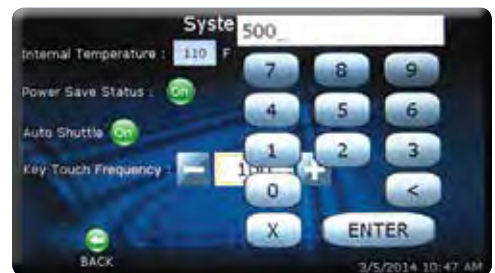 Syste 500_
Internal Temperature : 110 F
Power Save Status : On
Auto Shuttle On
Key Touch Frequency : − +
7 8 9
4 5 6
1 2 3
0 <
X ENTER
BACK
3/5/2014 10:47 AM